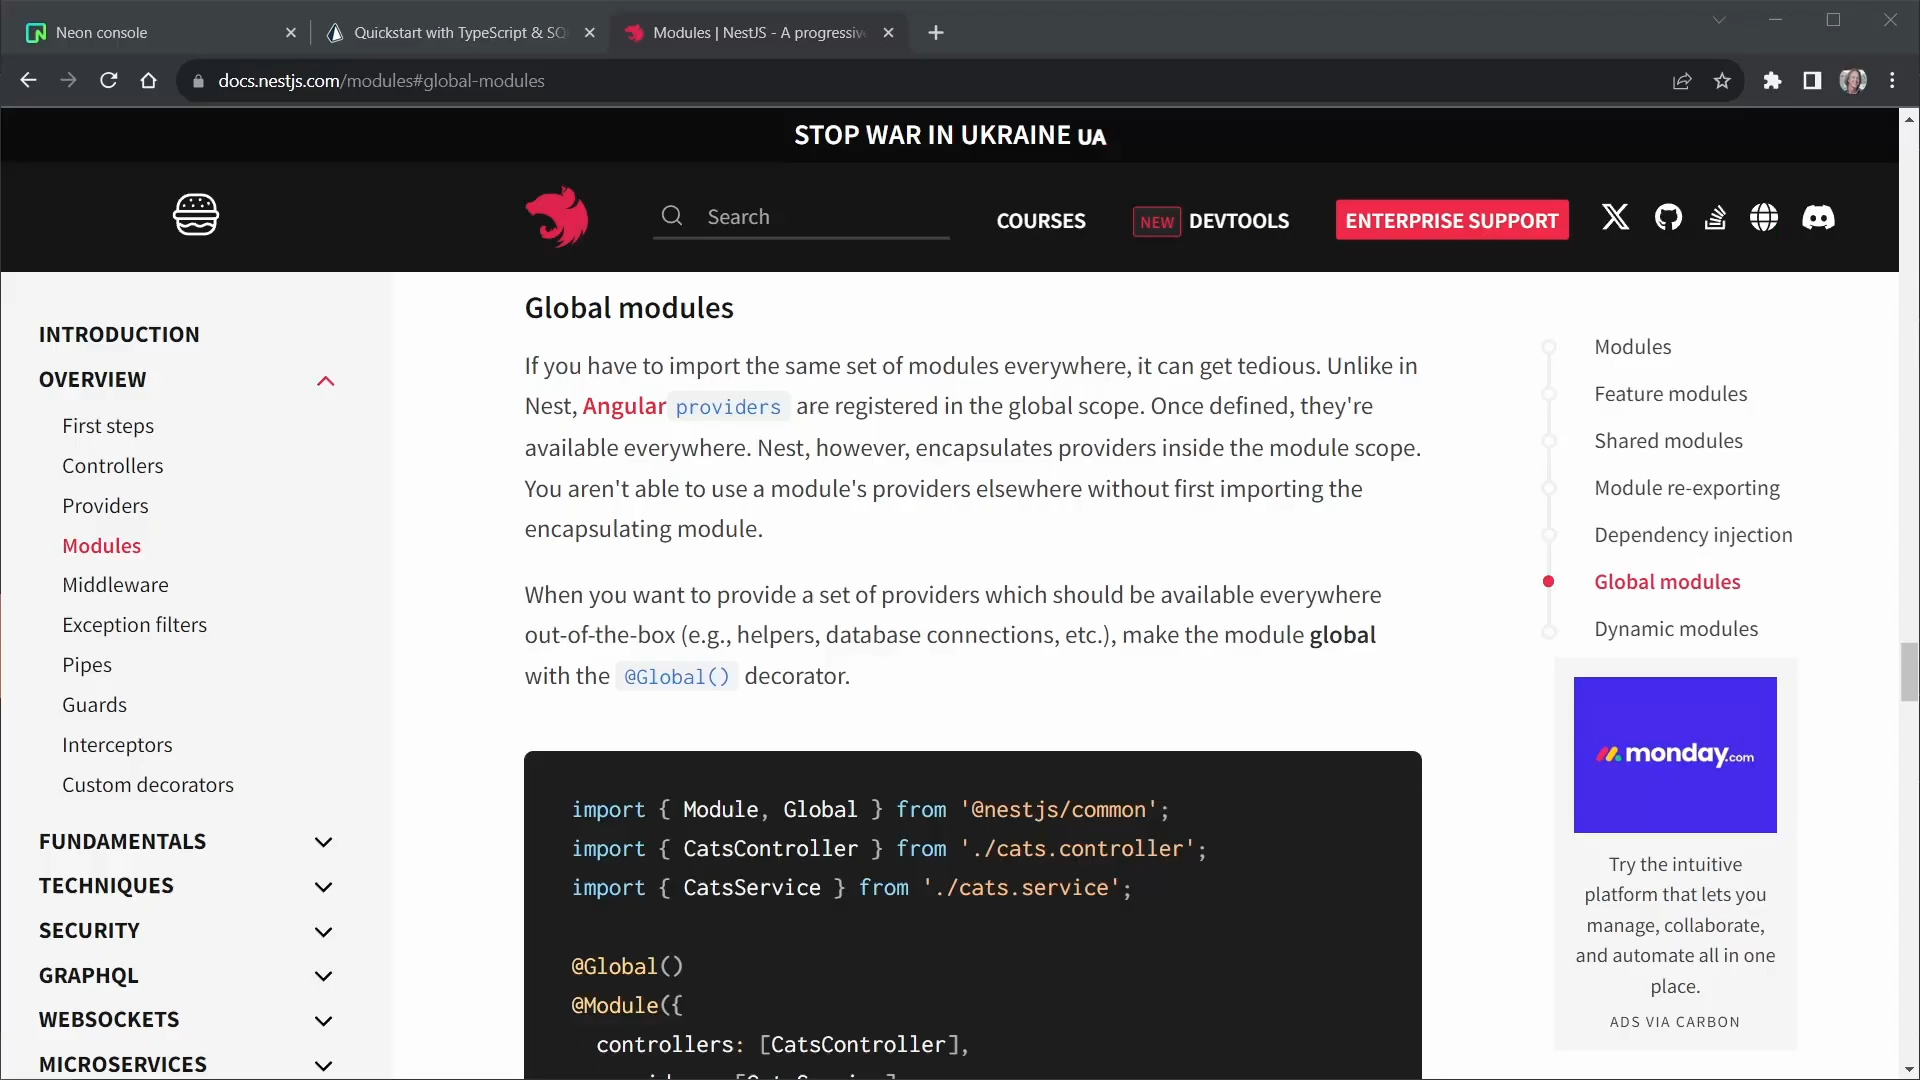 Neon console
Quickstart with TypeScript & SQ
Modules | NestJS - A progressive
docs.nestjs.com/modules#global-modules
STOP WAR IN UKRAINE UA
Search
COURSES
NEW DEVTOOLS
ENTERPRISE SUPPORT
INTRODUCTION
OVERVIEW
First steps
Controllers
Providers
Modules
Middleware
Exception filters
Pipes
Guards
Interceptors
Custom decorators
FUNDAMENTALS
TECHNIQUES
SECURITY
GRAPHQL
WEBSOCKETS
MICROSERVICES
Global modules
If you have to import the same set of modules everywhere, it can get tedious. Unlike in
Nest, Angular providers are registered in the global scope. Once defined, they're
available everywhere. Nest, however, encapsulates providers inside the module scope.
You aren't able to use a module's providers elsewhere without first importing the
encapsulating module.
When you want to provide a set of providers which should be available everywhere
out-of-the-box (e.g., helpers, database connections, etc.), make the module global
with the @Global() decorator.
import { Module, Global } from '@nestjs/common';
import { CatsController } from './cats.controller';
import { CatsService } from './cats.service';
@Global()
@Module({
controllers: [CatsController],
Modules
Feature modules
Shared modules
Module re-exporting
Dependency injection
Global modules
Dynamic modules
monday.com
Try the intuitive
platform that lets you
manage, collaborate,
and automate all in one
place.
ADS VIA CARBON